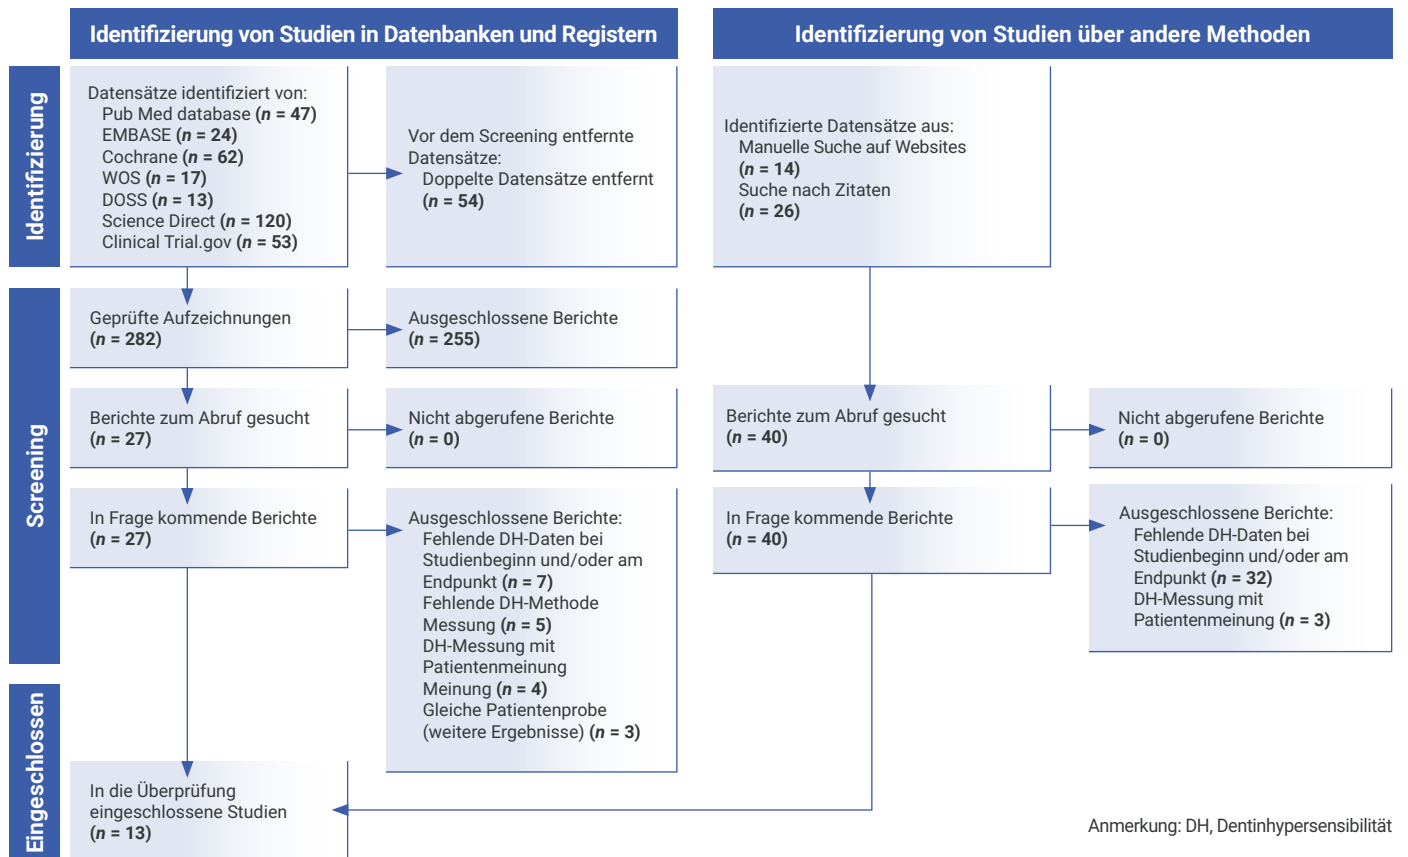 Identifizierung von Studien in Datenbanken und Registern
Identifizierung von Studien über andere Methoden
Identifizierung
Datensätze identifiziert von:
Pub Med database (n = 47)
EMBASE (n = 24)
Cochrane (n = 62)
WOS (n = 17)
DOSS (n = 13)
Science Direct (n = 120)
Clinical Trial.gov (n = 53)
Vor dem Screening entfernte
Datensätze:
Doppelte Datensätze entfernt
(n = 54)
Identifizierte Datensätze aus:
Manuelle Suche auf Websites
(n = 14)
Suche nach Zitaten
(n = 26)
Screening
Geprüfte Aufzeichnungen
(n = 282)
Ausgeschlossene Berichte
(n = 255)
Berichte zum Abruf gesucht
(n = 27)
Nicht abgerufene Berichte
(n = 0)
Berichte zum Abruf gesucht
(n = 40)
Nicht abgerufene Berichte
(n = 0)
In Frage kommende Berichte
(n = 27)
Ausgeschlossene Berichte:
Fehlende DH-Daten bei
Studienbeginn und/oder am
Endpunkt (n = 7)
Fehlende DH-Methode
Messung (n = 5)
DH-Messung mit
Patientenmeinung
Meinung (n = 4)
Gleiche Patientenprobe
(weitere Ergebnisse) (n = 3)
In Frage kommende Berichte
(n = 40)
Ausgeschlossene Berichte:
Fehlende DH-Daten bei
Studienbeginn und/oder am
Endpunkt (n = 32)
DH-Messung mit
Patientenmeinung (n = 3)
Eingeschlossen
In die Überprüfung
eingeschlossene Studien
(n = 13)
Anmerkung: DH, Dentinhypersensibilität